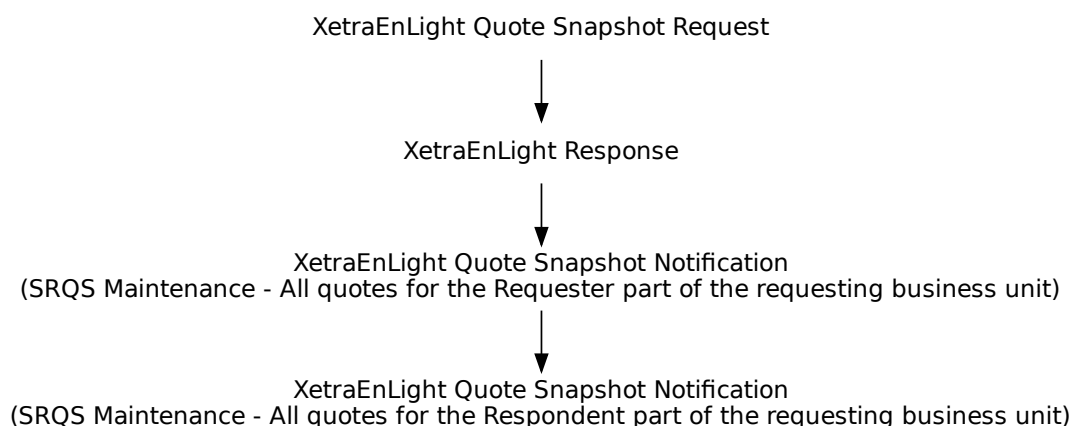 XetraEnLight Quote Snapshot Request
XetraEnLight Response
XetraEnLight Quote Snapshot Notification
(SRQS Maintenance - All quotes for the Requester part of the requesting business unit)
XetraEnLight Quote Snapshot Notification
(SRQS Maintenance - All quotes for the Respondent part of the requesting business unit)